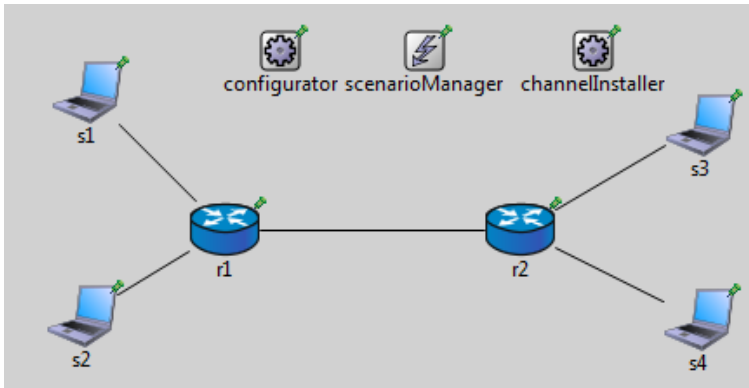 configurator scenarioManager channelInstaller
s1
s3
r1
r2
s2
s4